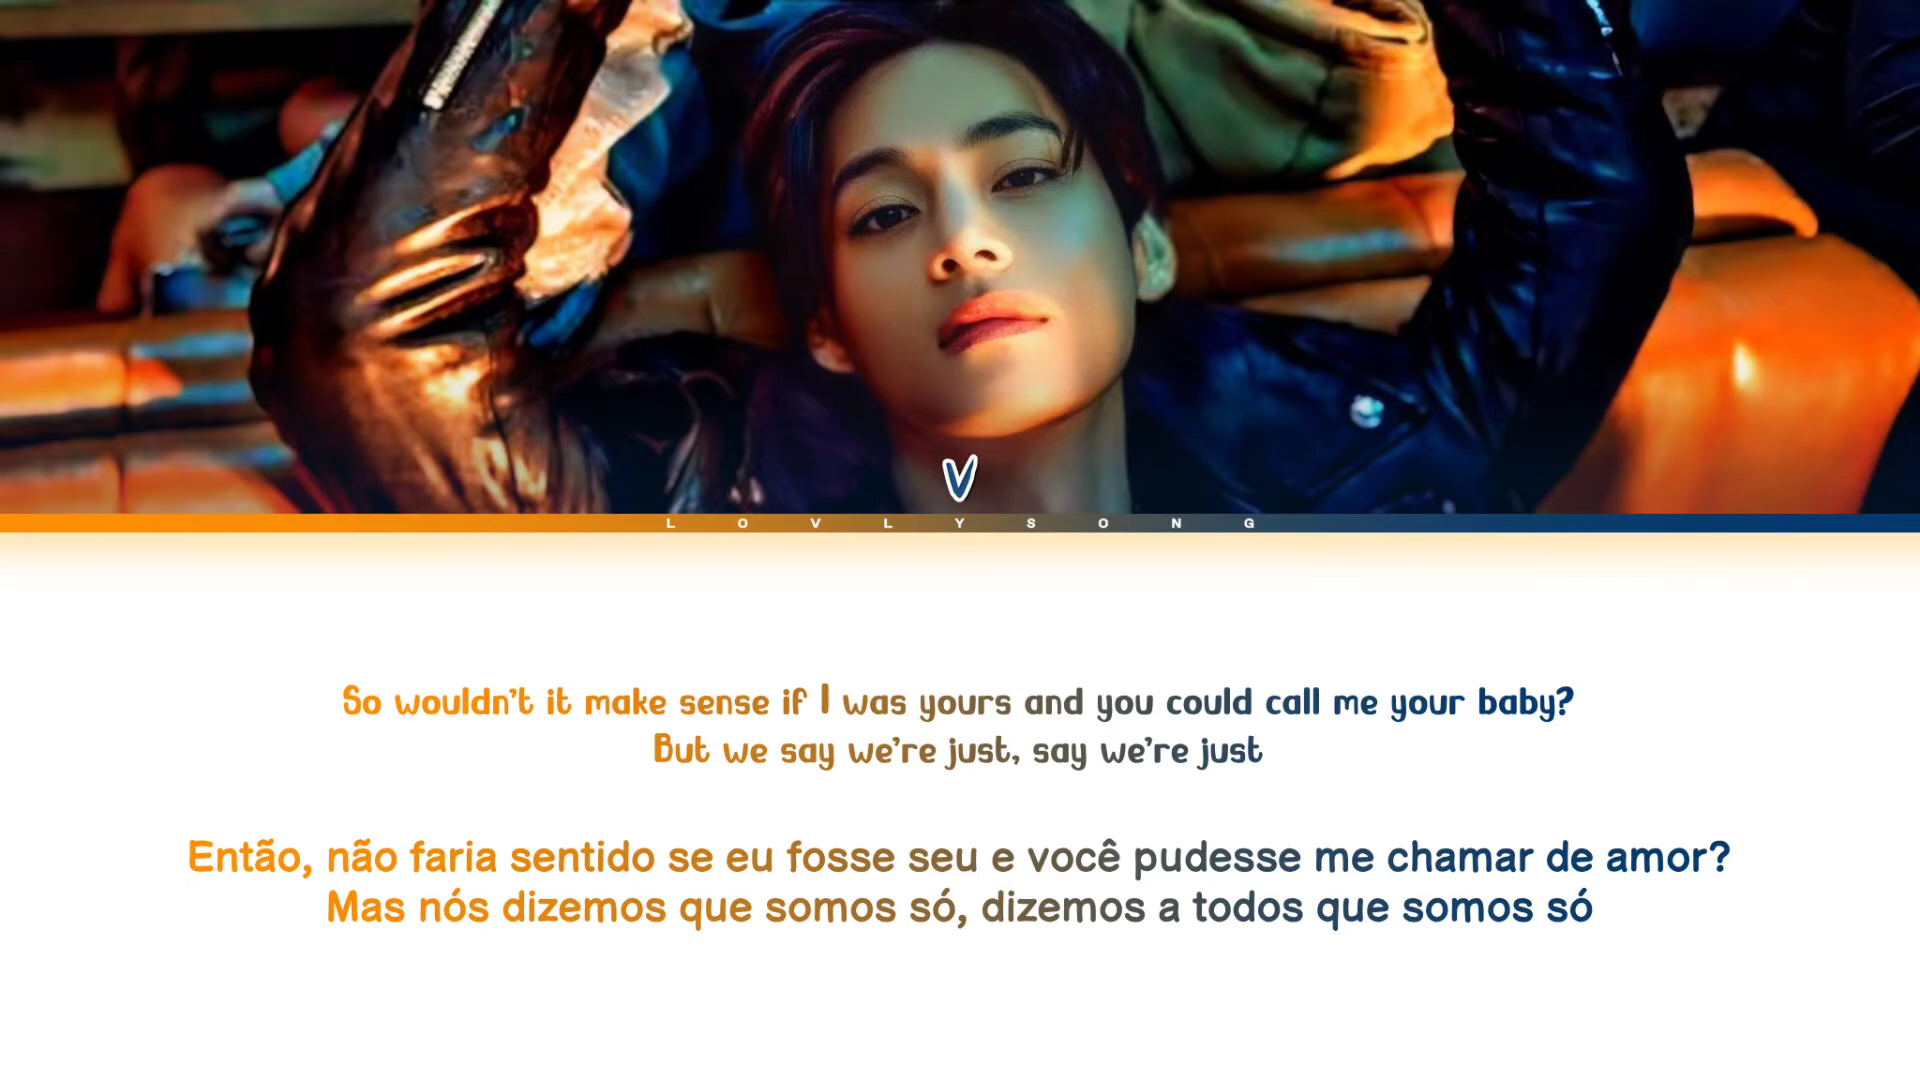 V
LOVLYSONG
So wouldn't it make sense if I was yours and you could call me your baby?
But we say we're just, say we're just
Então, não faria sentido se eu fosse seu e você pudesse me chamar de amor?
Mas nós dizemos que somos só, dizemos a todos que somos só